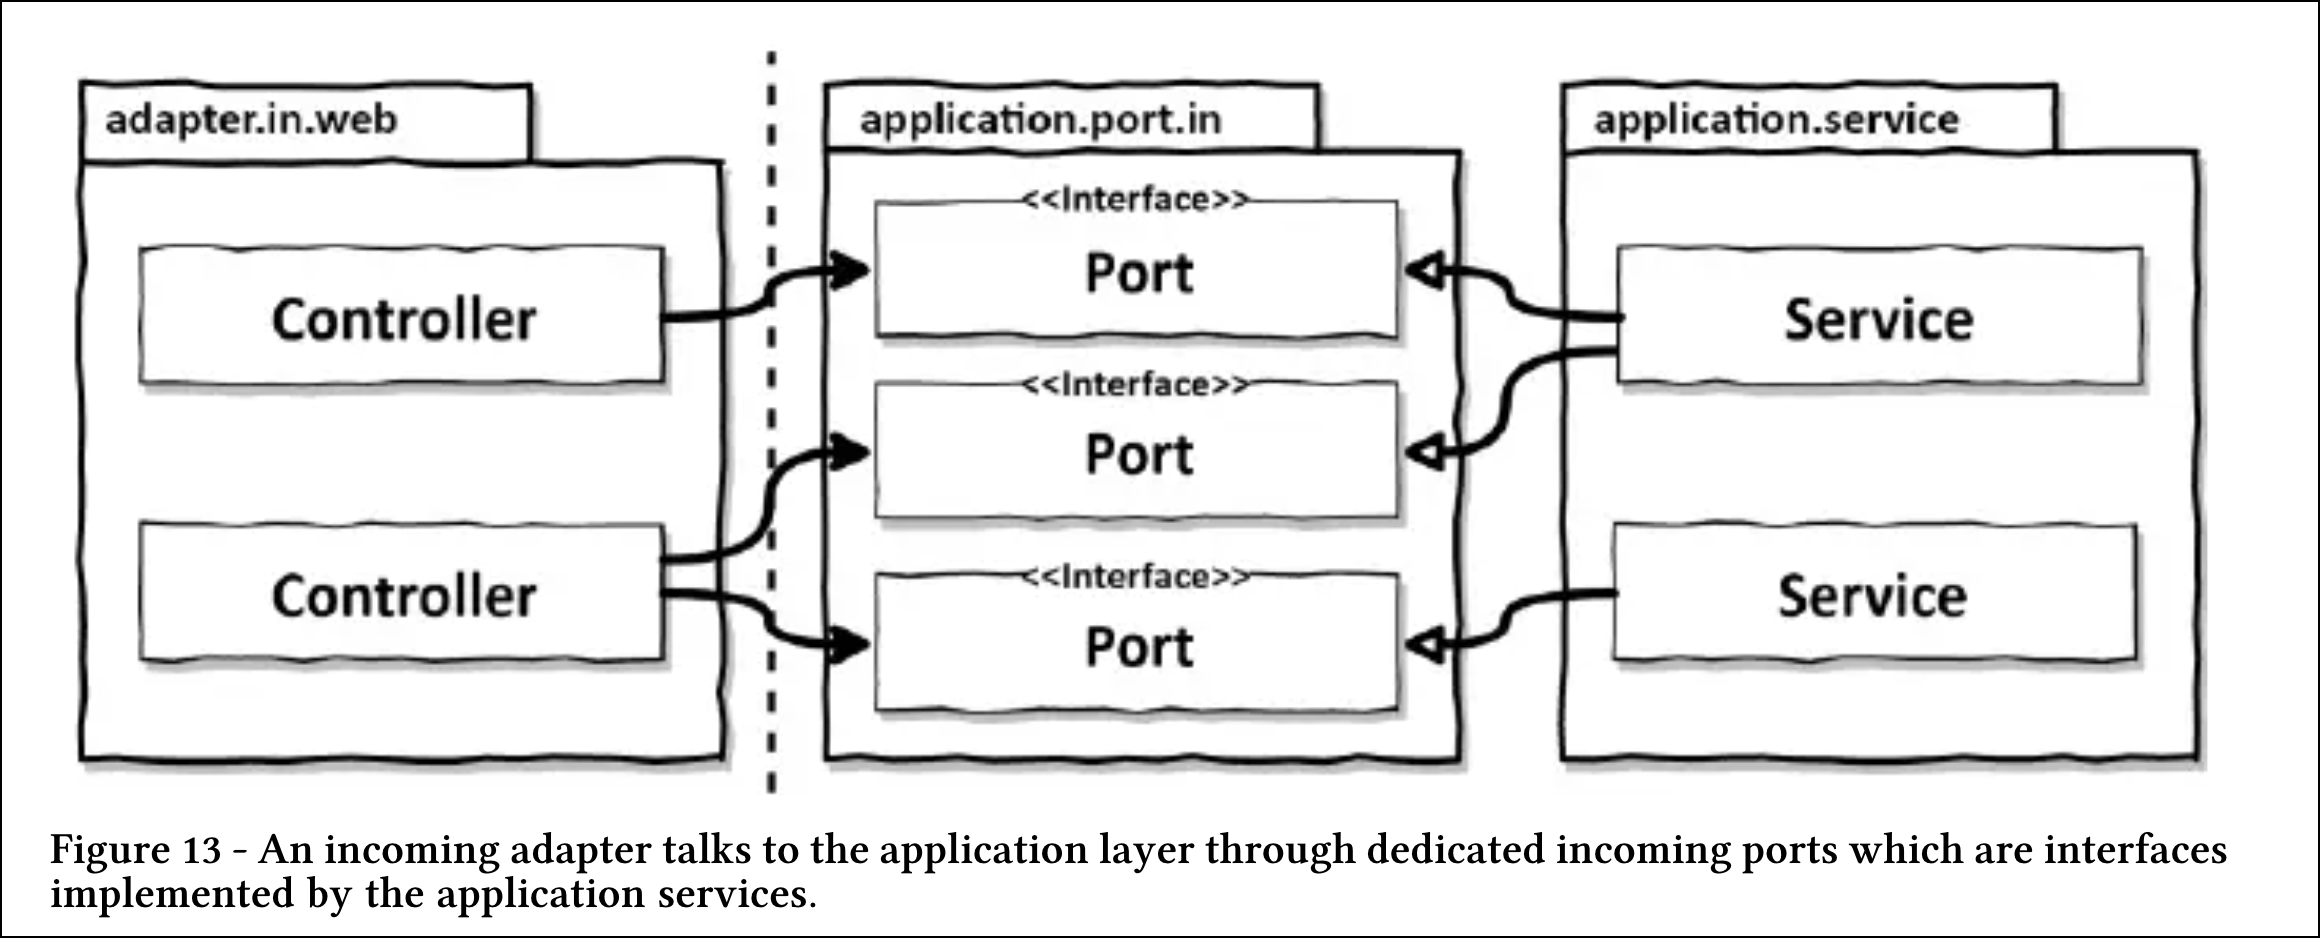 adapter.in.web
application.port.in
application.service
<<Interface>>
Port
Controller
Service
<<Interface>>
Port
<<Interface>>
Port
Controller
Service
Figure 13 - An incoming adapter talks to the application layer through dedicated incoming ports which are interfaces
implemented by the application services.